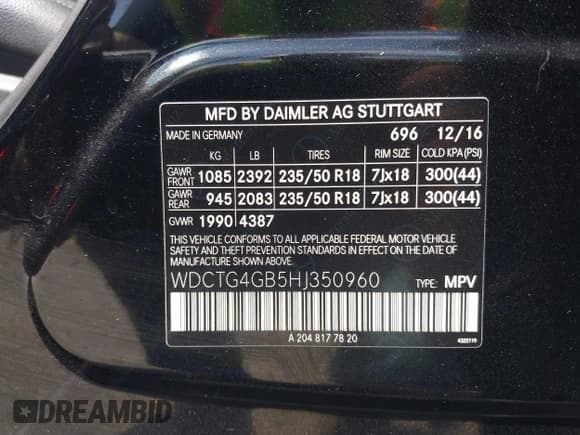 MFD BY DAIMLER AG STUTTGART
MADE IN GERMANY 696 12/16
KG LB TIRES RIM SIZE COLD KPA (PSI)
GAWR FRONT 1085 2392 235/50 R18 7Jx18 300(44)
GAWR REAR 945 2083 235/50 R18 7Jx18 300(44)
GVWR 1990 4387
THIS VEHICLE CONFORMS TO ALL APPLICABLE FEDERAL MOTOR VEHICLE
SAFETY AND THEFT PREVENTION STANDARDS IN EFFECT ON THE DATE
OF MANUFACTURE SHOWN ABOVE.
WDCTG4GB5HJ350960 TYPE: MPV
A 204 817 78 20
DREAMBID